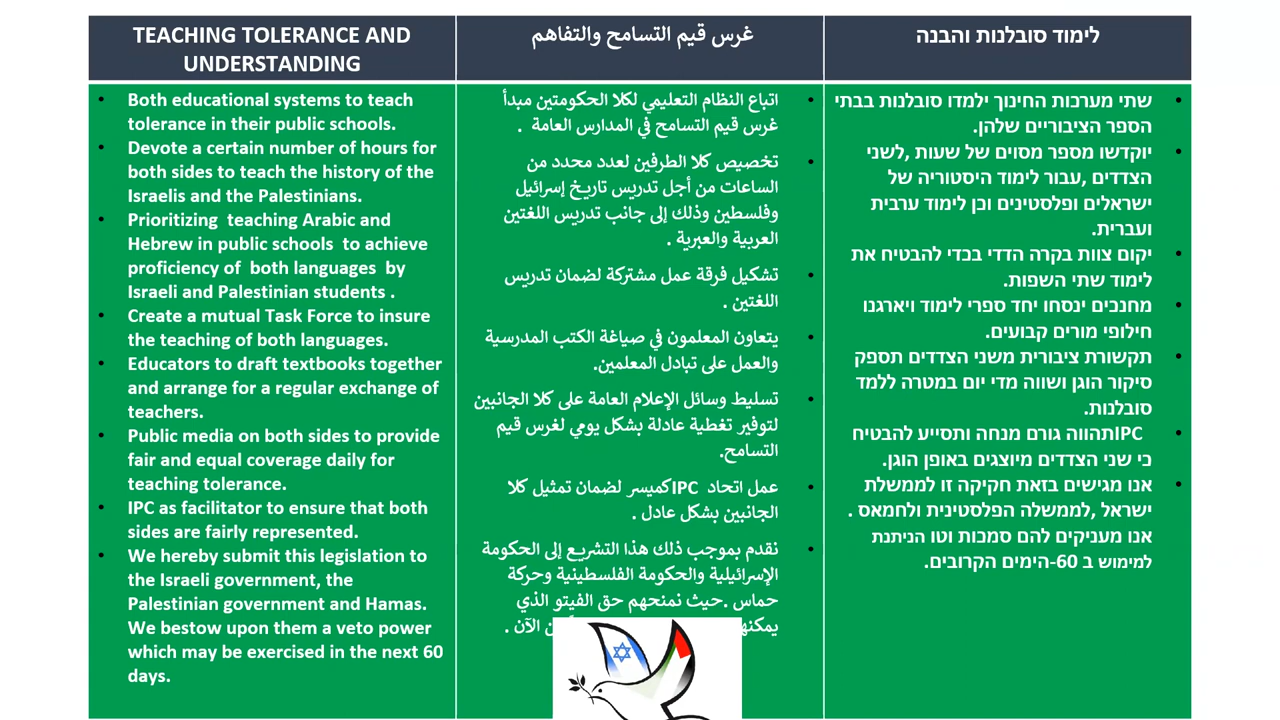 TEACHING TOLERANCE AND
UNDERSTANDING
• Both educational systems to teach
tolerance in their public schools.
• Devote a certain number of hours for
both sides to teach the history of the
Israelis and the Palestinians.
• Prioritizing teaching Arabic and
Hebrew in public schools to achieve
proficiency of both languages by
Israeli and Palestinian students .
• Create a mutual Task Force to insure
the teaching of both languages.
• Educators to draft textbooks together
and arrange for a regular exchange of
teachers.
• Public media on both sides to provide
fair and equal coverage daily for
teaching tolerance.
• IPC as facilitator to ensure that both
sides are fairly represented.
• We hereby submit this legislation to
the Israeli government, the
Palestinian government and Hamas.
We bestow upon them a veto power
which may be exercised in the next 60
days.
غرس قيم التسامح والتفاهم
• اتباع النظام التعليمي لكلا الحكومتين مبدأ
غرس قيم التسامح في المدارس العامة .
• تخصيص كلا الطرفين لعدد محدد من
الساعات من أجل تدريس تاريخ إسرائيل
وفلسطين وذلك إلى جانب تدريس اللغتين
العربية والعبرية .
• تشكيل فرقة عمل مشتركة لضمان تدريس
اللغتين .
• يتعاون المعلمون في صياغة الكتب المدرسية
والعمل على تبادل المعلمين.
• تسليط وسائل الإعلام العامة على كلا الجانبين
لتوفير تغطية عادلة بشكل يومي لغرس قيم
التسامح.
• عمل اتحاد IPCكميسر لضمان تمثيل كلا
الجانبين بشكل عادل .
• نقدم بموجب ذلك هذا التشريع إلى الحكومة
الإسرائيلية والحكومة الفلسطينية وحركة
حماس .حيث نمنحهم حق الفيتو الذي
الآن .
לימוד סובלנות והבנה
• שתי מערכות החינוך ילמדו סובלנות בבתי
הספר הציבוריים שלהן.
• יוקדשו מספר מסוים של שעות ,לשני
הצדדים ,עבור לימוד היסטוריה של
ישראלים ופלסטינים וכן לימוד ערבית
ועברית.
• יקום צוות בקרה הדדי בכדי להבטיח את
לימוד שתי השפות.
• מחנכים ינסחו יחד ספרי לימוד ויארגנו
חילופי מורים קבועים.
• תקשורת ציבורית משני הצדדים תספק
סיקור הוגן ושווה מדי יום במטרה ללמד
סובלנות.
• IPCתהווה גורם מנחה ותסייע להבטיח
כי שני הצדדים מיוצגים באופן הוגן.
• אנו מגישים בזאת חקיקה זו לממשלת
ישראל ,לממשלה הפלסטינית ולחמאס .
אנו מעניקים להם סמכות וטו הניתנת
למימוש ב 60-הימים הקרובים.